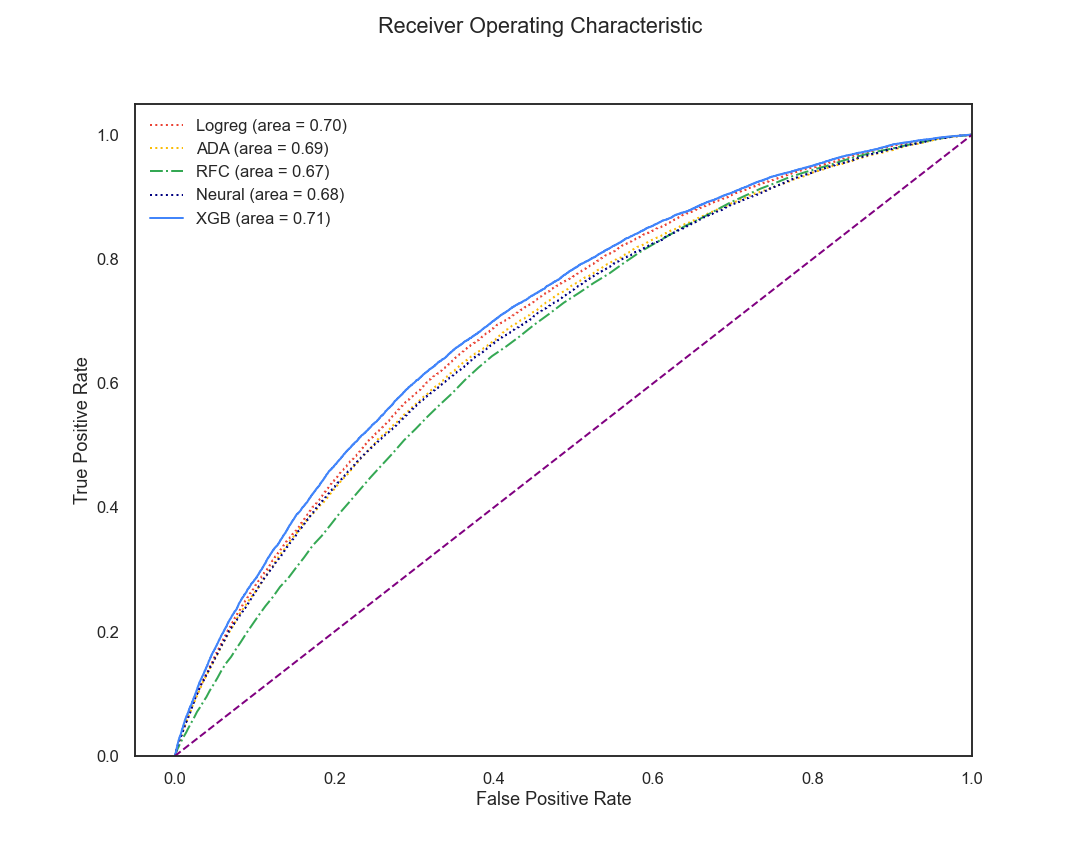 Receiver Operating Characteristic
Logreg (area = 0.70)
ADA (area = 0.69)
RFC (area = 0.67)
Neural (area = 0.68)
XGB (area = 0.71)
1.0
0.8
0.6
0.4
0.2
0.0
True Positive Rate
0.0 0.2 0.4 0.6 0.8 1.0
False Positive Rate